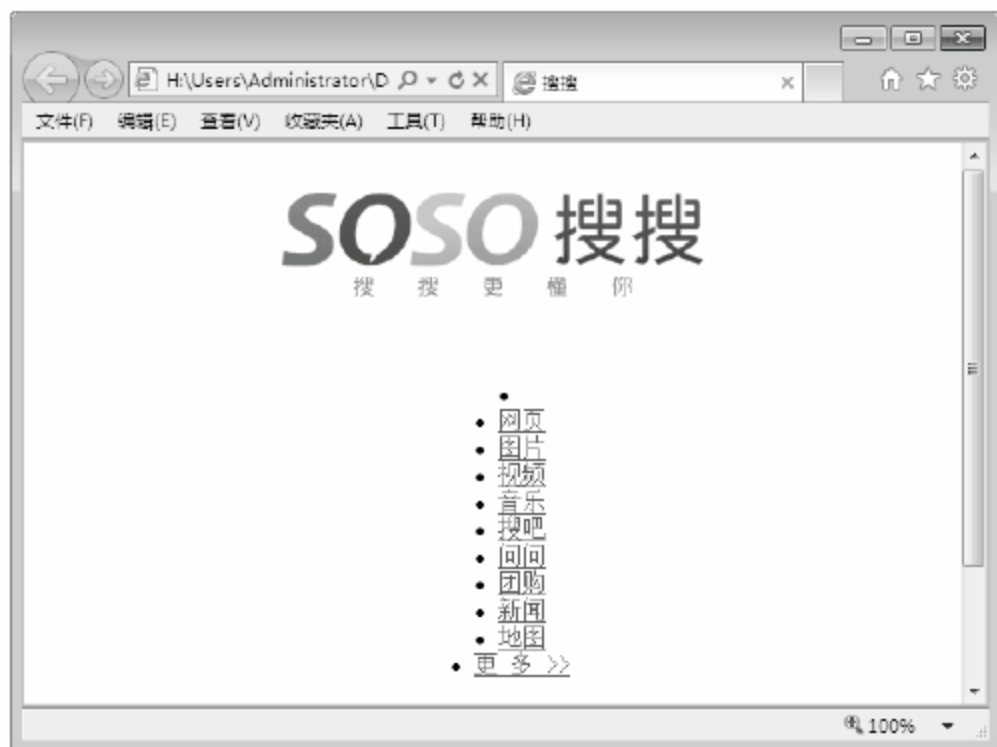 H:\Users\Administrator\D
搜搜
文件(F) 编辑(E) 查看(V) 收藏夹(A) 工具(T) 帮助(H)
SOSO 搜搜
搜 搜 更 懂 你
网页
图片
视频
音乐
搜吧
问问
团购
新闻
地图
更 多 >>
100%